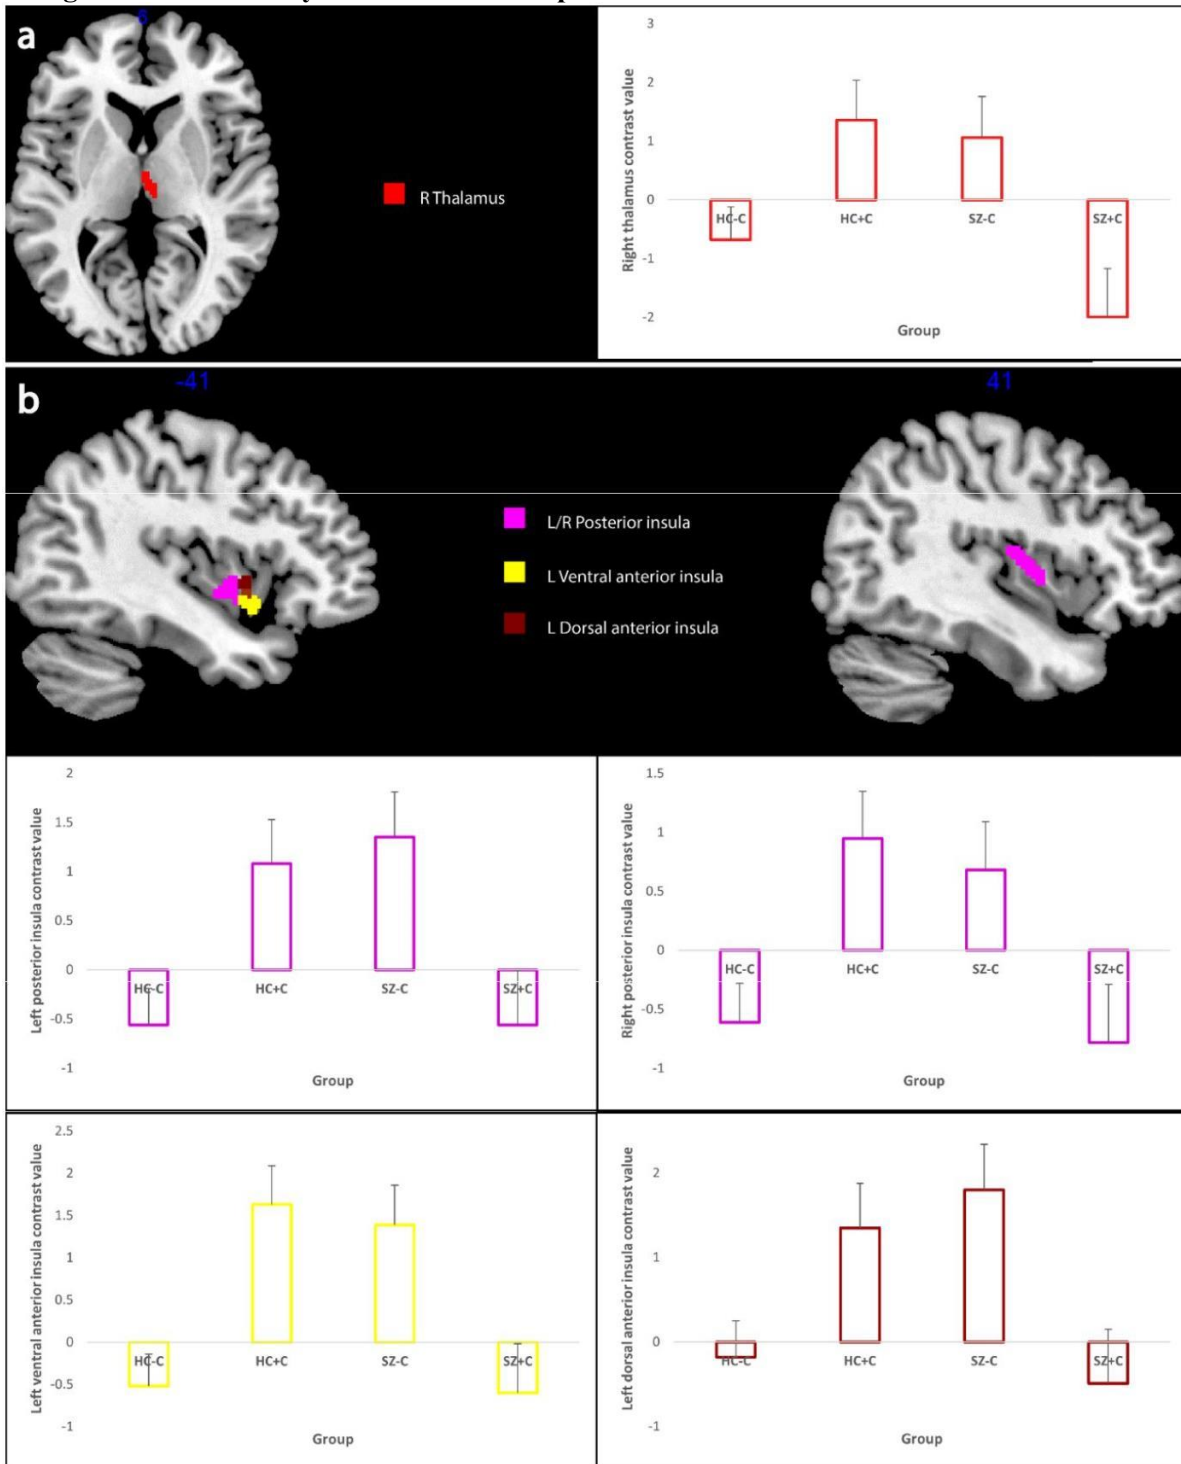 a
R Thalamus
Right thalamus contrast value
3
2
1
0
-1
-2
HC-C
HC+C
SZ-C
SZ+C
Group
b
-41
41
L/R Posterior insula
L Ventral anterior insula
L Dorsal anterior insula
Left posterior insula contrast value
2
1.5
1
0.5
0
-0.5
-1
HC-C
HC+C
SZ-C
SZ+C
Group
Right posterior insula contrast value
1.5
1
0.5
0
-0.5
-1
HC-C
HC+C
SZ-C
SZ+C
Group
Left ventral anterior insula contrast value
2.5
2
1.5
1
0.5
0
-0.5
-1
HC-C
HC+C
SZ-C
SZ+C
Group
Left dorsal anterior insula contrast value
2
1
0
-1
HC-C
HC+C
SZ-C
SZ+C
Group